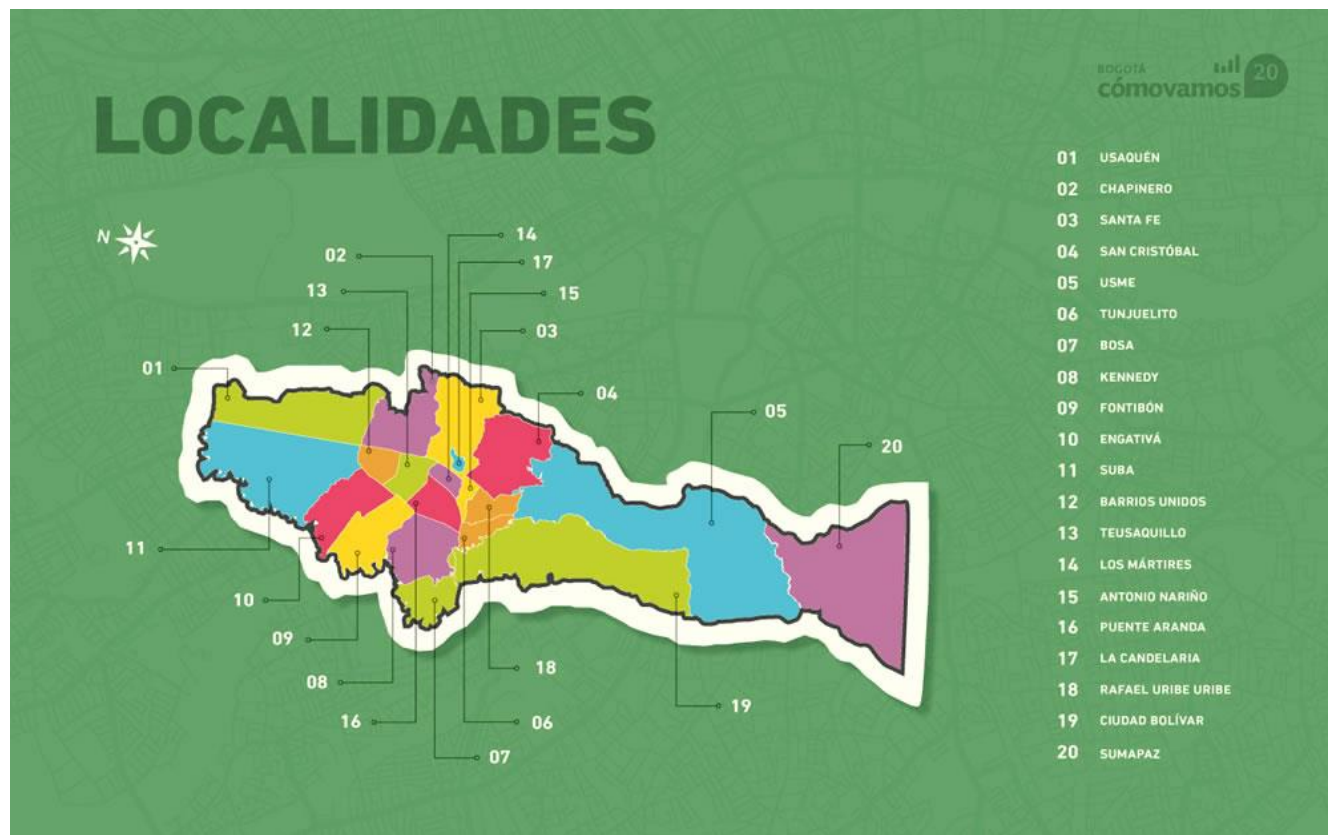 BOGOTÁ
cómovamos 20
LOCALIDADES
01 USAQUÉN
02 CHAPINERO
03 SANTA FE
04 SAN CRISTÓBAL
05 USME
06 TUNJUELITO
07 BOSA
08 KENNEDY
09 FONTIBÓN
10 ENGATIVÁ
11 SUBA
12 BARRIOS UNIDOS
13 TEUSAQUILLO
14 LOS MÁRTIRES
15 ANTONIO NARIÑO
16 PUENTE ARANDA
17 LA CANDELARIA
18 RAFAEL URIBE URIBE
19 CIUDAD BOLÍVAR
20 SUMAPAZ
N
14
02
17
13
15
12
03
01
04
05
20
11
10
09
18
08
19
16
06
07